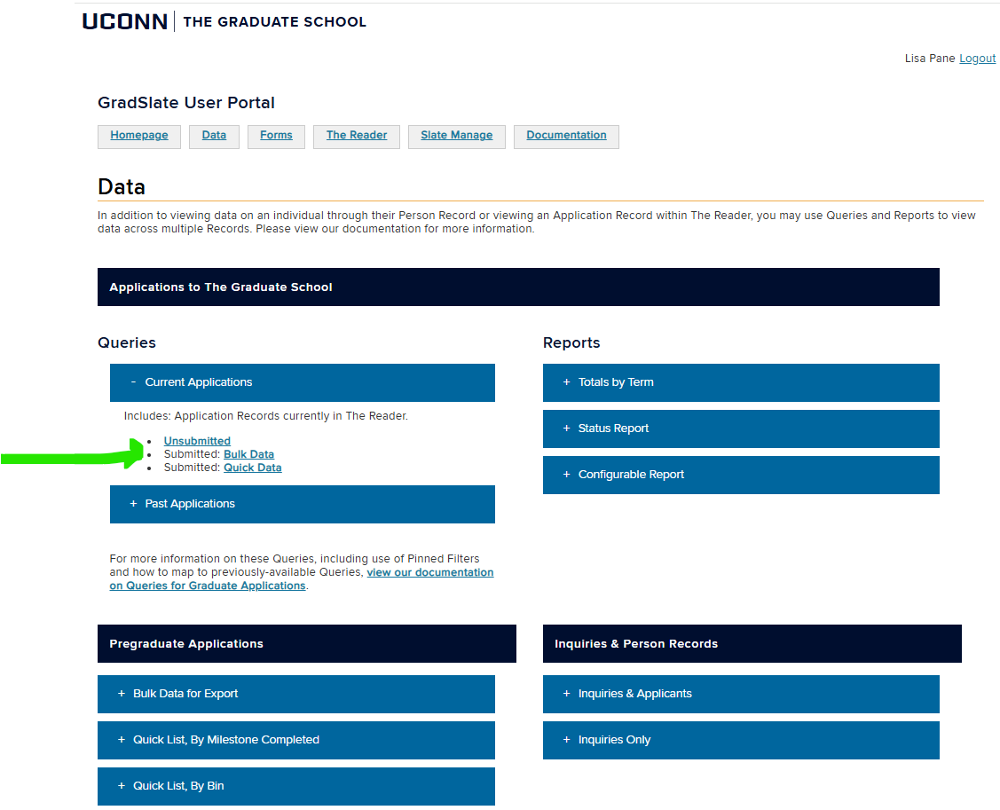 UCONN THE GRADUATE SCHOOL
Lisa Pane Logout
GradSlate User Portal
Homepage Data Forms The Reader Slate Manage Documentation
Data
In addition to viewing data on an individual through their Person Record or viewing an Application Record within The Reader, you may use Queries and Reports to view
data across multiple Records. Please view our documentation for more information.
Applications to The Graduate School
Queries
- Current Applications
Includes: Application Records currently in The Reader.
• Unsubmitted
• Submitted: Bulk Data
• Submitted: Quick Data
+ Past Applications
For more information on these Queries, including use of Pinned Filters
and how to map to previously-available Queries, view our documentation
on Queries for Graduate Applications.
Reports
+ Totals by Term
+ Status Report
+ Configurable Report
Pregraduate Applications
+ Bulk Data for Export
+ Quick List, By Milestone Completed
+ Quick List, By Bin
Inquiries & Person Records
+ Inquiries & Applicants
+ Inquiries Only